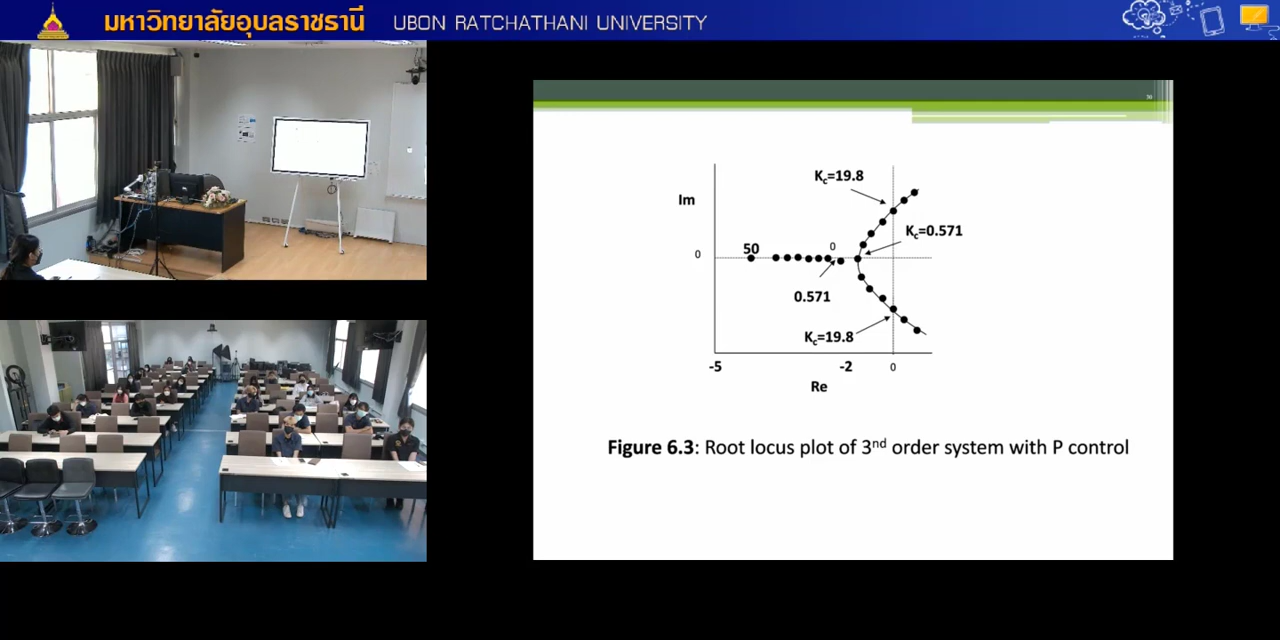 มหาวิทยาลัยอุบลราชธานี UBON RATCHATHANI UNIVERSITY
Kc=19.8
Im
Kc=0.571
0
50
0
0.571
Kc=19.8
-5
-2
0
Re
Figure 6.3: Root locus plot of 3nd order system with P control